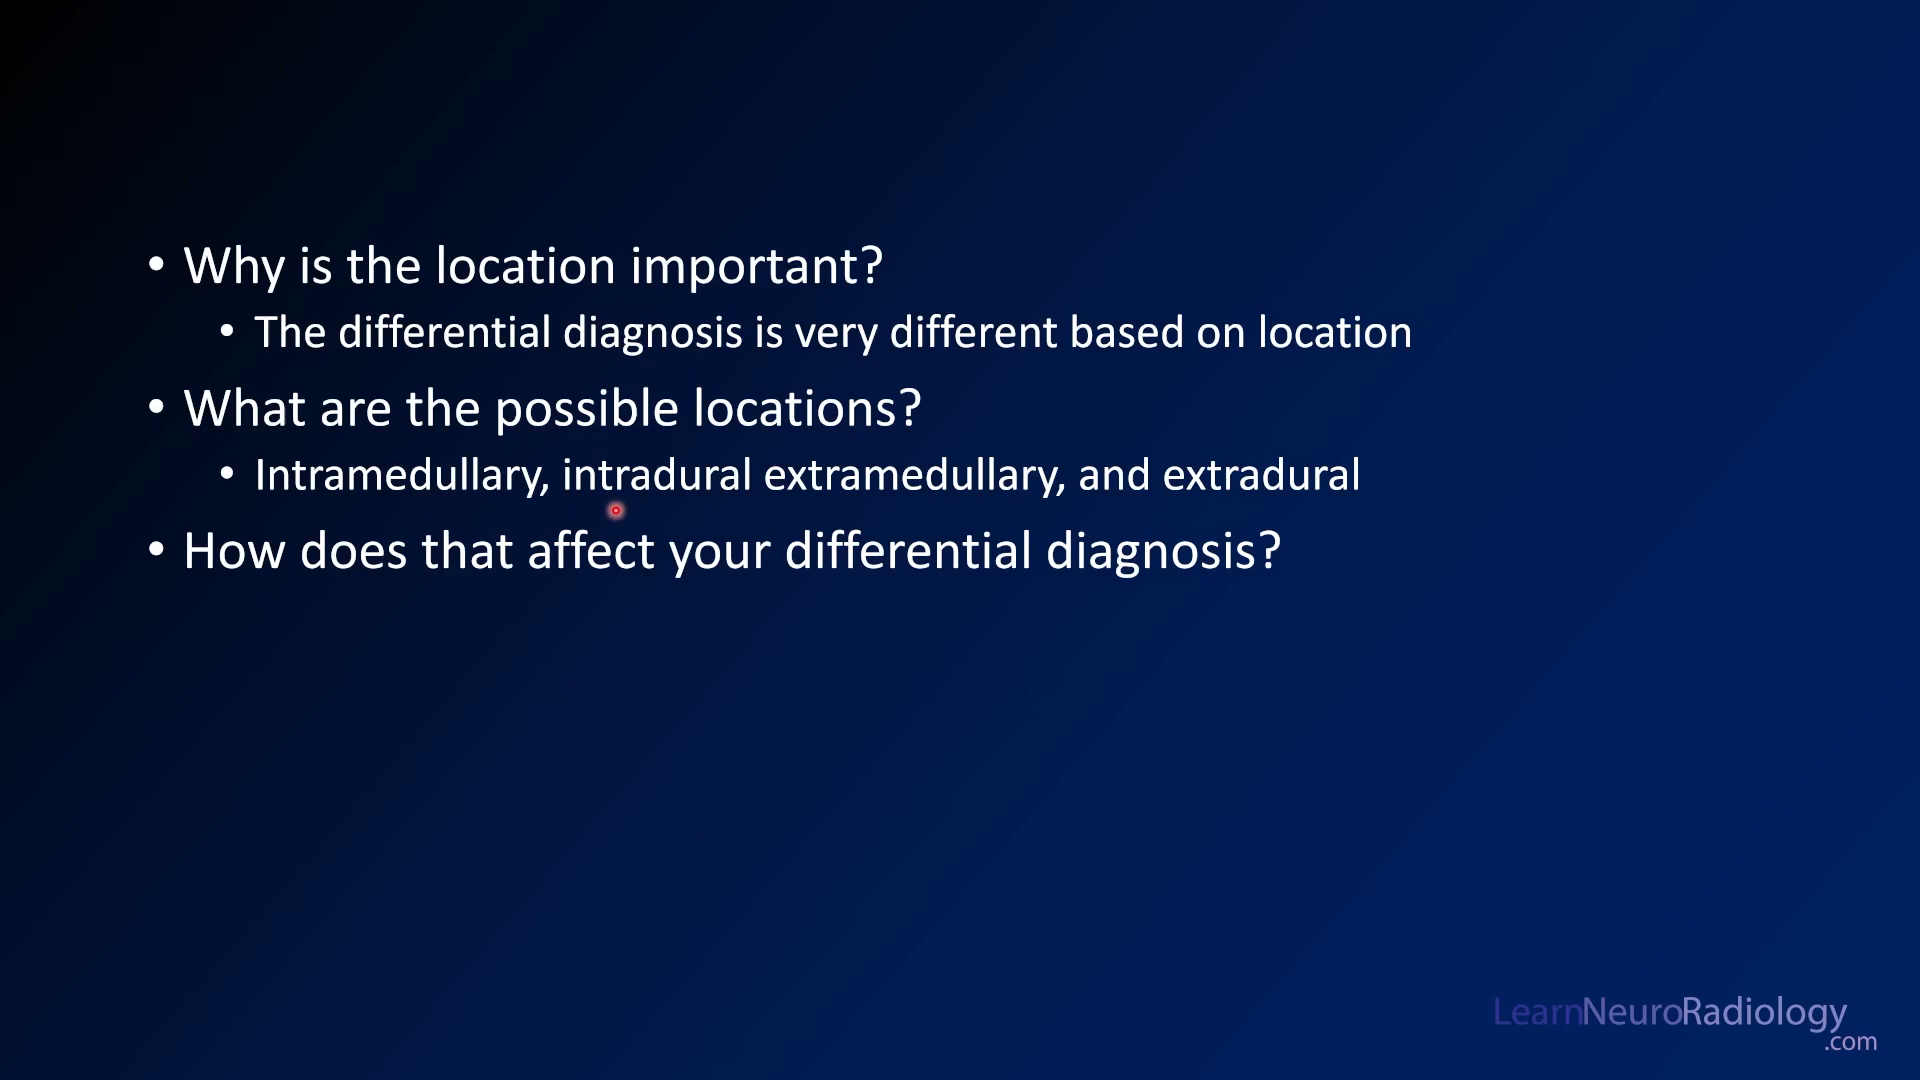 • Why is the location important?
• The differential diagnosis is very different based on location
• What are the possible locations?
• Intramedullary, intradural extramedullary, and extradural
• How does that affect your differential diagnosis?
LearnNeuroRadiology
.com